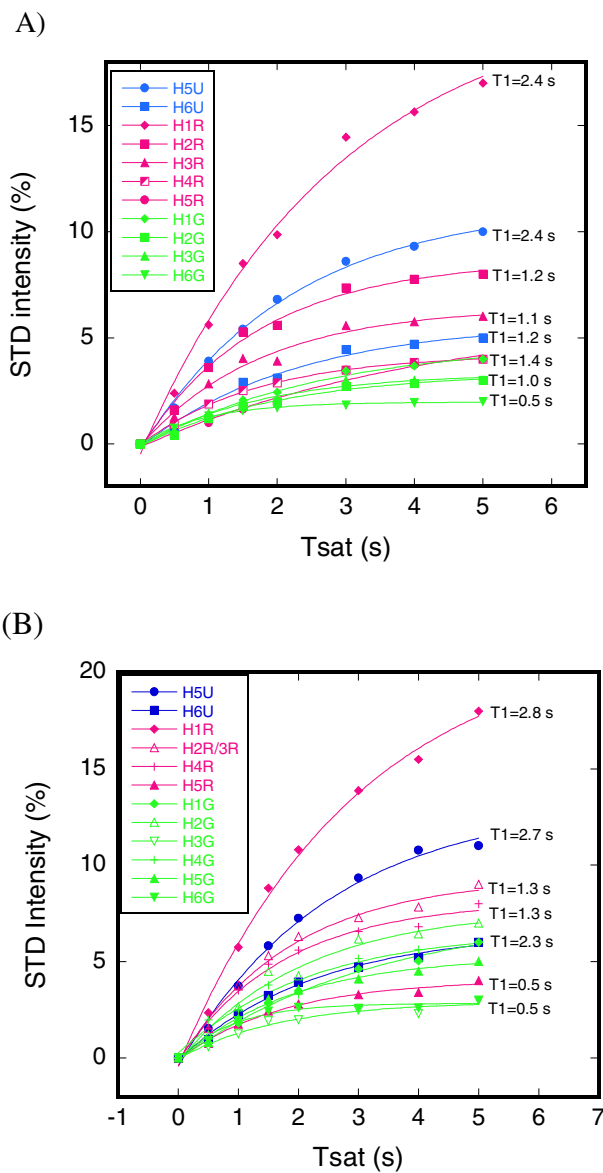 A)
STD intensity (%)
15
10
5
0
H5U
H6U
H1R
H2R
H3R
H4R
H5R
H1G
H2G
H3G
H6G
T1=2.4 s
T1=2.4 s
T1=1.2 s
T1=1.1 s
T1=1.2 s
T1=1.4 s
T1=1.0 s
T1=0.5 s
0 1 2 3 4 5 6
Tsat (s)
(B)
STD Intensity (%)
20
15
10
5
0
H5U
H6U
H1R
H2R/3R
H4R
H5R
H1G
H2G
H3G
H4G
H5G
H6G
T1=2.8 s
T1=2.7 s
T1=1.3 s
T1=1.3 s
T1=2.3 s
T1=0.5 s
T1=0.5 s
-1 0 1 2 3 4 5 6 7
Tsat (s)